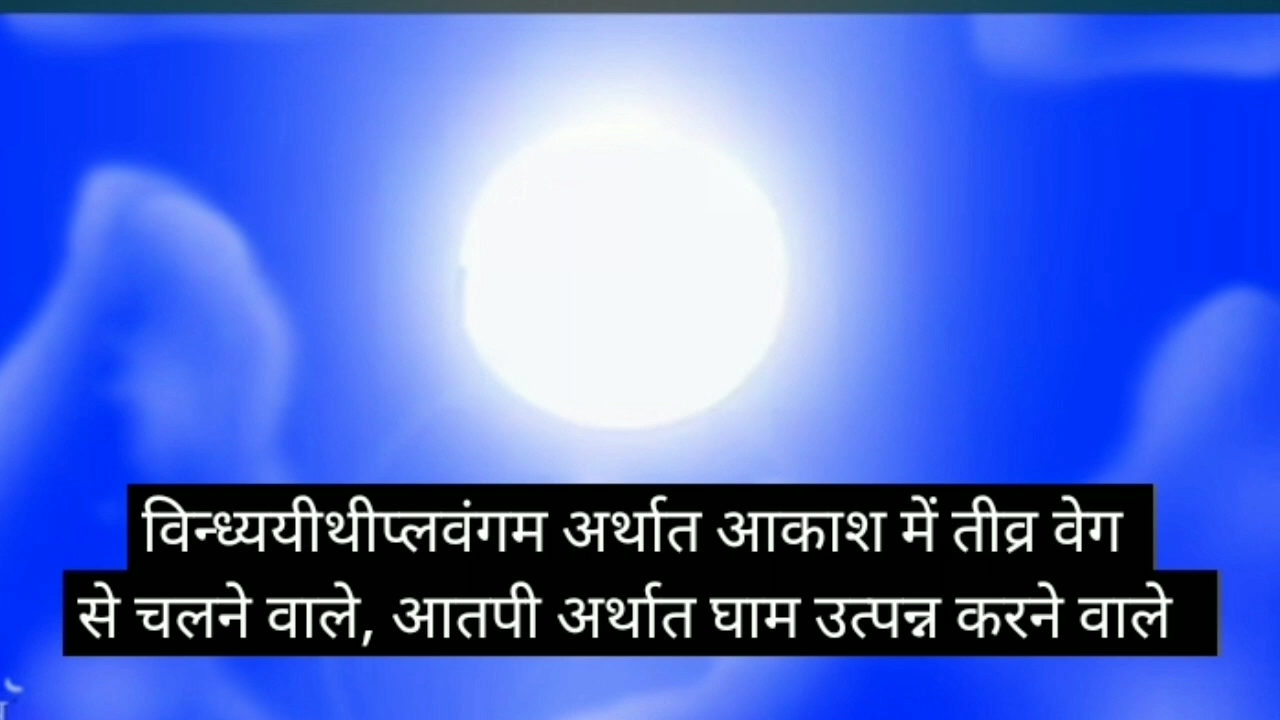 विन्ध्ययीथीप्लवंगम अर्थात आकाश में तीव्र वेग
से चलने वाले, आतपी अर्थात घाम उत्पन्न करने वाले